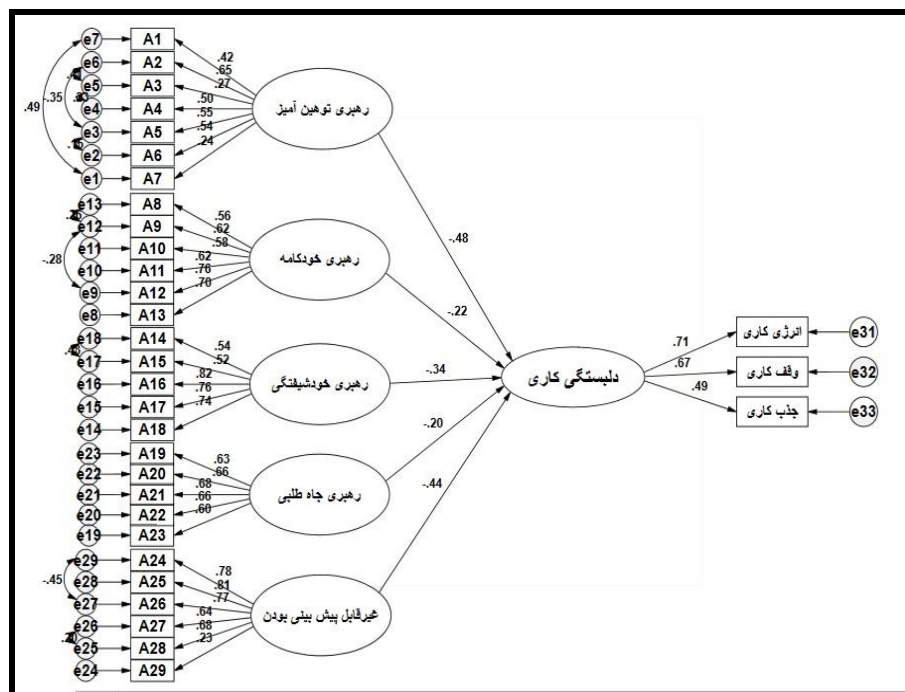 e7 A1
e6 A2
e5 A3
e4 A4
e3 A5
e2 A6
e1 A7
.49
-.35
.42
.65
.27
.50
.55
.54
.24
رهبری توهین آمیز
e13 A8
e12 A9
e11 A10
e10 A11
e9 A12
e8 A13
-.28
.56
.62
.58
.62
.76
.70
رهبری خودکامه
e18 A14
e17 A15
e16 A16
e15 A17
e14 A18
.54
.52
.82
.76
.74
رهبری خودشیفتگی
e23 A19
e22 A20
e21 A21
e20 A22
e19 A23
.63
.66
.68
.66
.60
رهبری جاه طلبی
e29 A24
e28 A25
e27 A26
e26 A27
e25 A28
e24 A29
-.45
.78
.81
.77
.64
.68
.23
غیرقابل پیش بینی بودن
-.48
-.22
-.34
-.20
-.44
دلبستگی کاری
.71
.67
.49
انرژی کاری e31
وقف کاری e32
جذب کاری e33